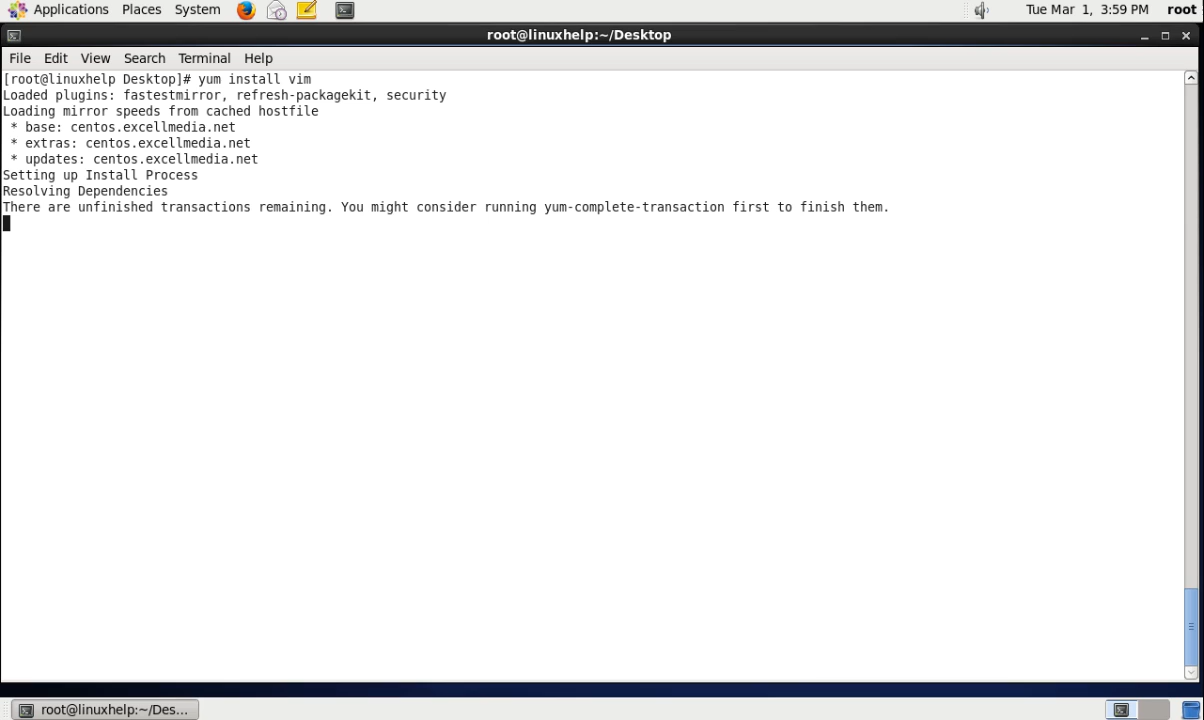 Applications Places System Tue Mar 1, 3:59 PM root
root@linuxhelp:~/Desktop
File Edit View Search Terminal Help
[root@linuxhelp Desktop]# yum install vim
Loaded plugins: fastestmirror, refresh-packagekit, security
Loading mirror speeds from cached hostfile
* base: centos.excellmedia.net
* extras: centos.excellmedia.net
* updates: centos.excellmedia.net
Setting up Install Process
Resolving Dependencies
There are unfinished transactions remaining. You might consider running yum-complete-transaction first to finish them.
root@linuxhelp:~/Des...